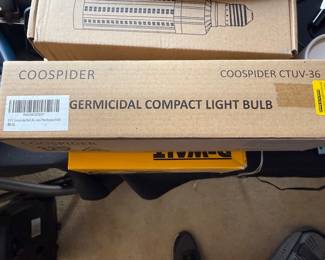 COOSPIDER
COOSPIDER CTUV-36
GERMICIDAL COMPACT LIGHT BULB
COOSPIDER
DEWALT